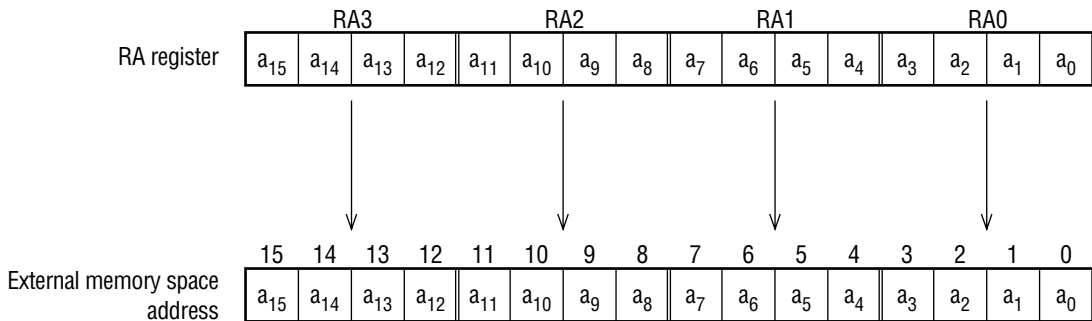 RA3 RA2 RA1 RA0
RA register a15 a14 a13 a12 a11 a10 a9 a8 a7 a6 a5 a4 a3 a2 a1 a0
15 14 13 12 11 10 9 8 7 6 5 4 3 2 1 0
External memory space
address a15 a14 a13 a12 a11 a10 a9 a8 a7 a6 a5 a4 a3 a2 a1 a0